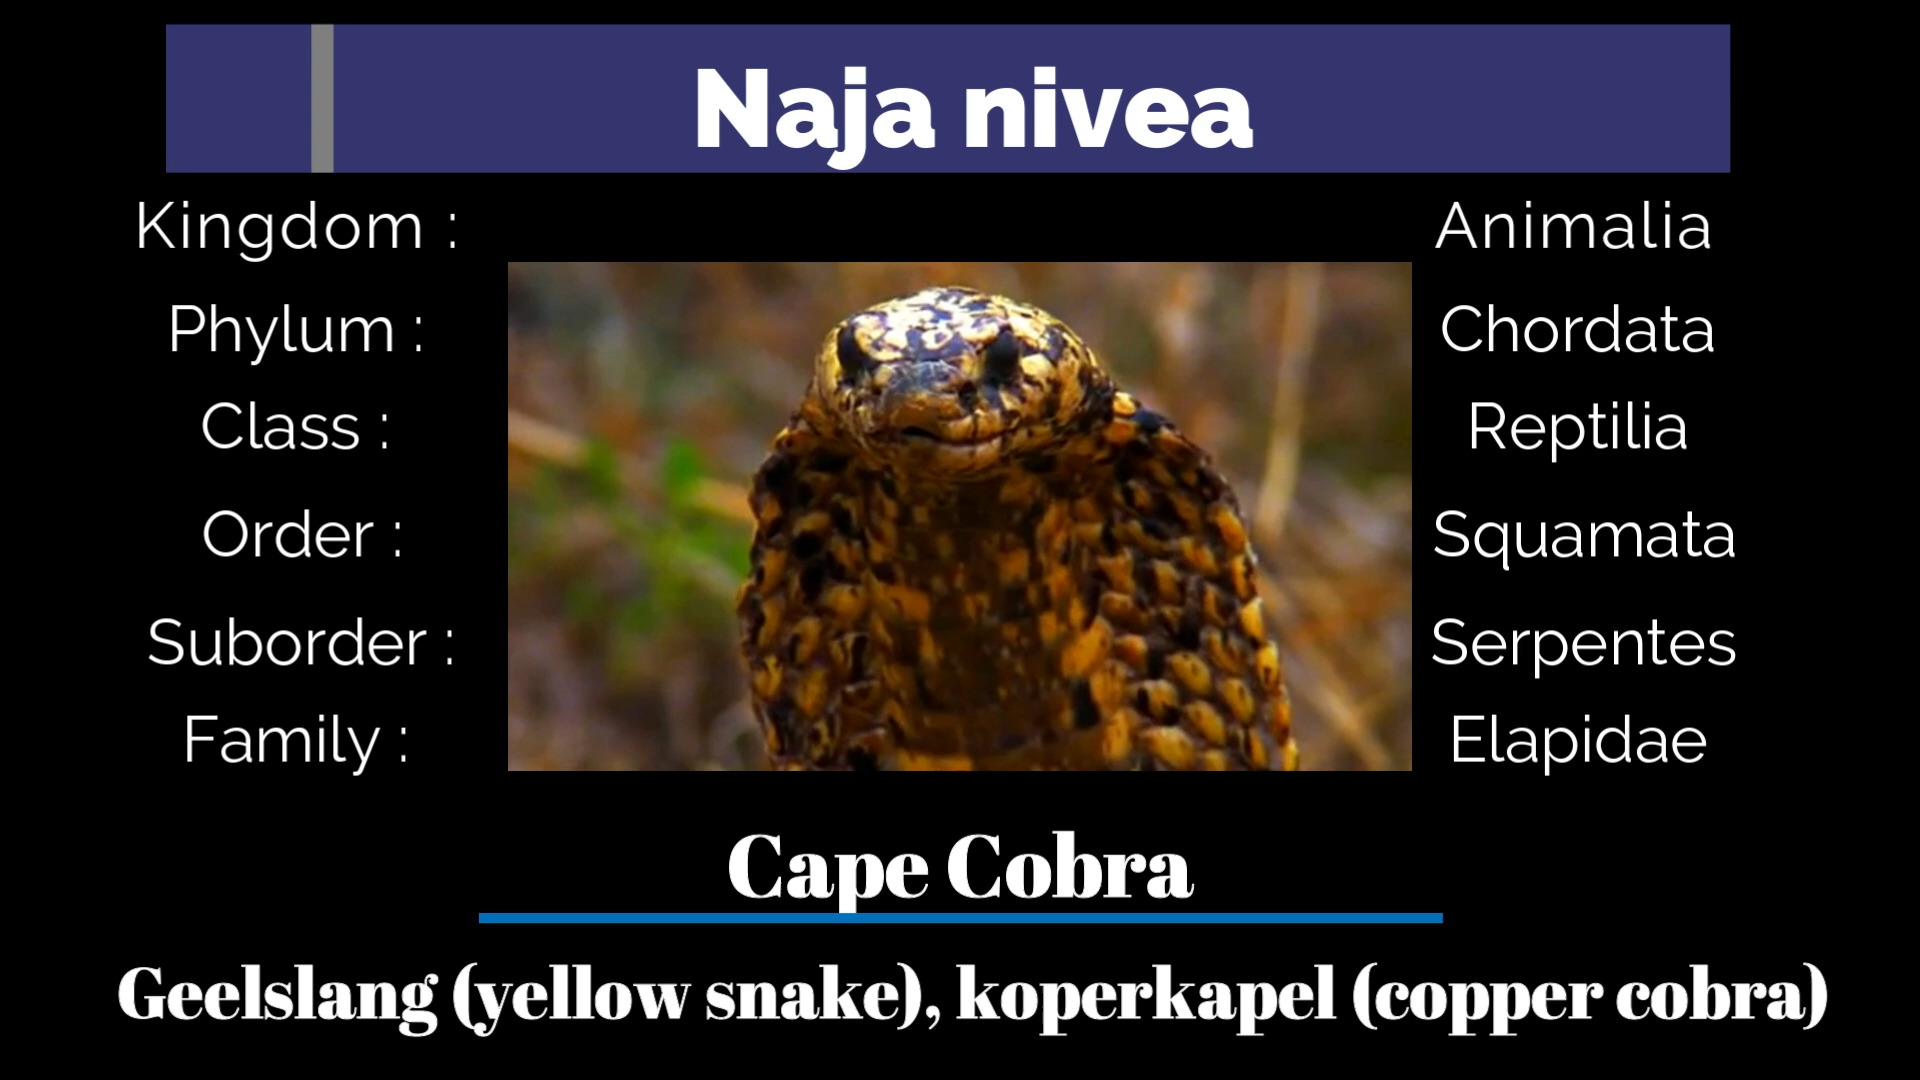 Naja nivea
Kingdom : Animalia
Phylum : Chordata
Class : Reptilia
Order : Squamata
Suborder : Serpentes
Family : Elapidae
Cape Cobra
Geelslang (yellow snake), koperkapel (copper cobra)